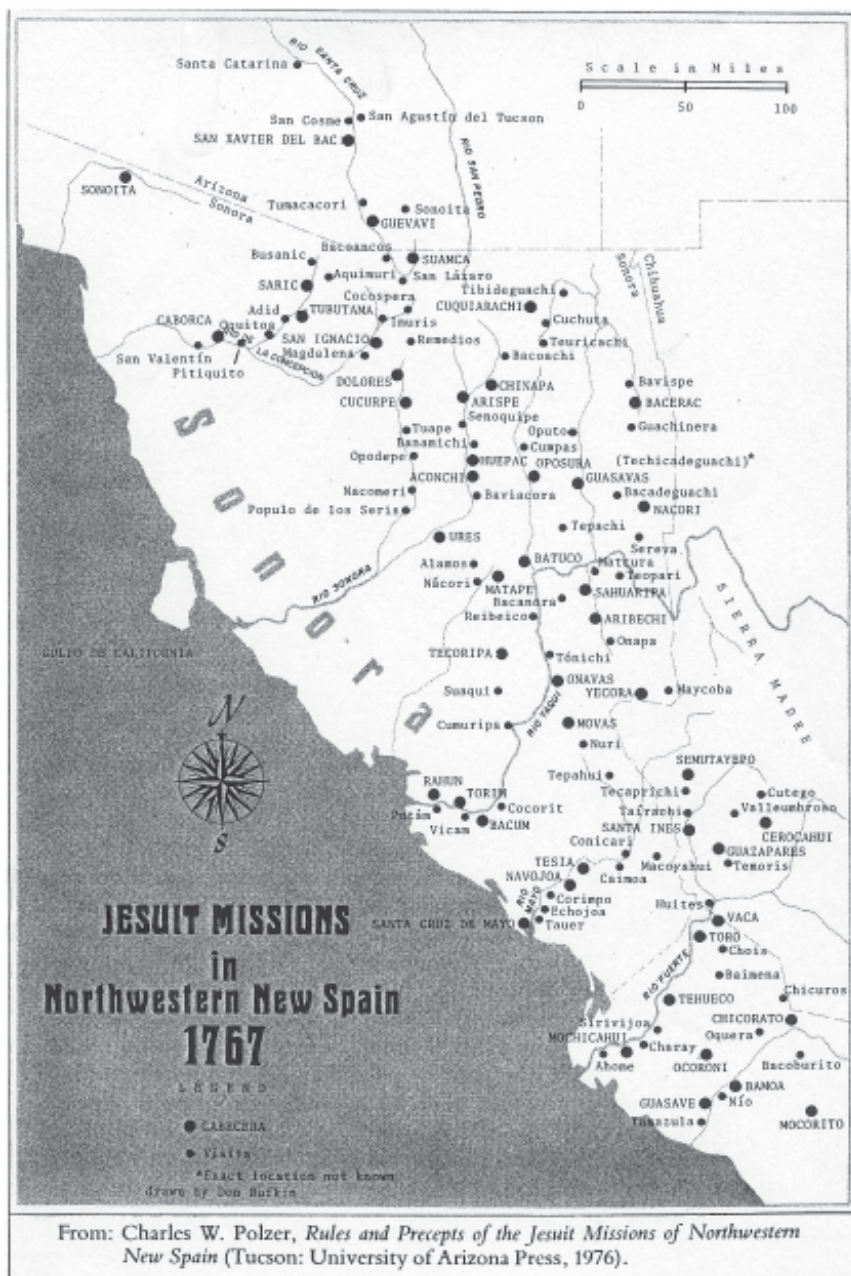 Scale in Miles
0 50 100
RIO SANTA CRUZ
Santa Catarina
San Cosme
San Agustín del Tucson
SAN XAVIER DEL BAC
RIO SAN PEDRO
SONOITA
Arizona
Sonora
Tumacacori
Sonoita
GUEVAVI
Sonora
Chihuahua
Busanic
Bacoancos
SUAMCA
Aquimuri
San Lázaro
SARIC
Cocospera
Tibideguachi
CUQUIARACHI
Adid
TUBUTAMA
Imuris
Cuchuta
CABORCA
Oquitoa
SAN IGNACIO
Remedios
Teuricachi
San Valentín
RIO DE LA CONCEPCION
Magdalena
Bacoachi
Pitiquito
DOLORES
CHINAPA
Bavispe
CUCURPE
ARISPE
BACERAC
Senoquipe
Tuape
Oputo
Guachinera
Banamichi
Cumpas
(Techicadeguachi)*
Opodepe
HUEPAC
OPOSURA
ACONCHI
GUASAVAS
Nacomeri
Baviacora
Bacadeguachi
NACORI
Populo de los Seris
Tepachi
URES
Sereva
Alamos
BATUCO
Mattura
Nácori
MATAPE
Teopari
RIO SONORA
Bacanora
SAHUARIPA
Reibeico
ARIBECHI
SIERRA MADRE
Onapa
Sonora
GOLFO DE CALIFORNIA
TECORIPA
Tónichi
ONAVAS
Suaqui
YECORA
Maycoba
RIO YAQUI
Cumuripa
MOVAS
N
S
Nuri
SEMUTAYEPO
Tepahui
RAHUN
TORIM
Tecaprichi
Cutego
Cocorit
Potám
Tairachi
Valleumbroso
Vicam
BACUM
SANTA INES
CEROCAHUI
Conicari
GUAZAPARES
TESIA
Macoyahui
Temoris
NAVOJOA
Caimoa
RIO MAYO
Corimpo
Huites
Echojoa
VACA
SANTA CRUZ DE MAYO
Tauer
TORO
Chois
RIO FUERTE
Baimena
Chicuros
TEHUECO
CHICORATO
Sirivijoa
MOCHICAHUI
Oquera
Charay
Ahome
OCORONI
Bacoburito
BAMOA
GUASAVE
Nío
Tamazula
MOCORITO
JESUIT MISSIONS
in
Northwestern New Spain
1767
LEGEND
CABECERA
Visita
*Exact location not known
drawn by Don Bufkin
From: Charles W. Polzer, Rules and Precepts of the Jesuit Missions of Northwestern
New Spain (Tucson: University of Arizona Press, 1976).